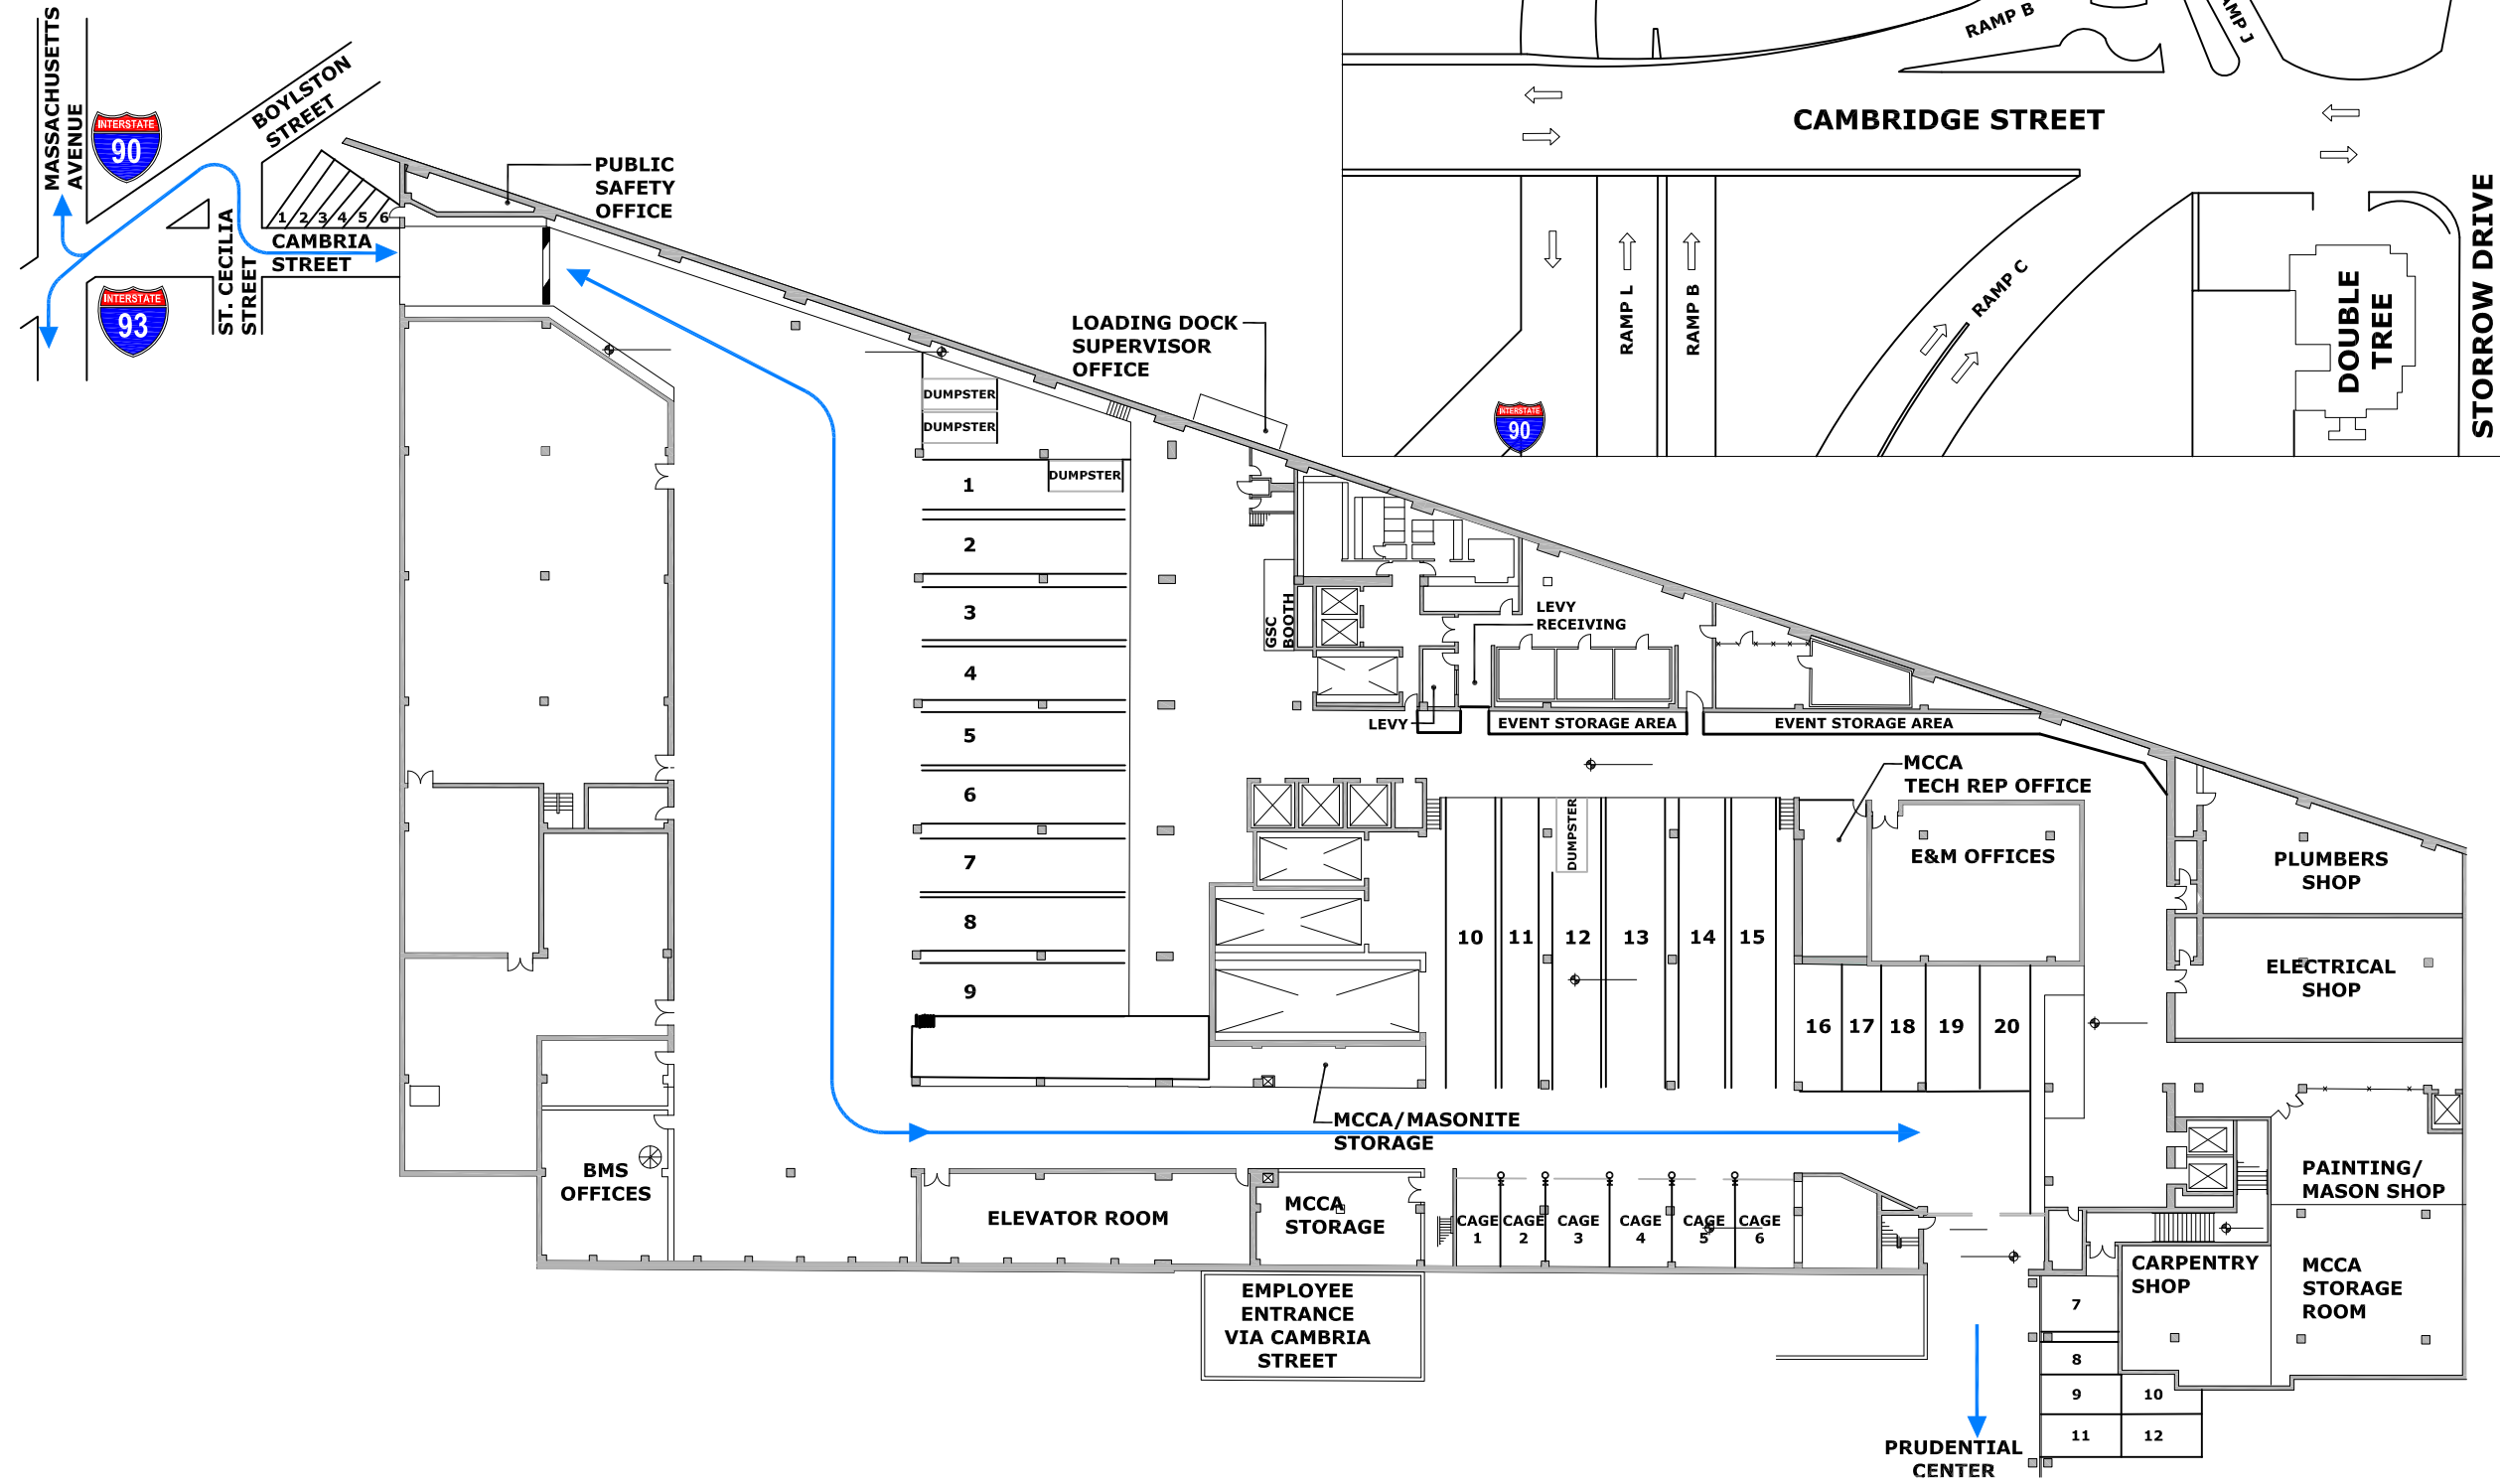 MASSACHUSETTS
AVENUE
INTERSTATE
90
BOYLSTON
STREET
INTERSTATE
93
ST. CECILIA
STREET
1 2 3 4 5 6
CAMBRIA
STREET
PUBLIC
SAFETY
OFFICE
LOADING DOCK
SUPERVISOR
OFFICE
RAMP B
RAMP J
CAMBRIDGE STREET
RAMP L
RAMP B
RAMP C
INTERSTATE
90
DOUBLE
TREE
STORROW DRIVE
DUMPSTER
DUMPSTER
DUMPSTER
1
2
3
4
5
6
7
8
9
GSC
BOOTH
LEVY
RECEIVING
LEVY
EVENT STORAGE AREA
EVENT STORAGE AREA
MCCA
TECH REP OFFICE
E&M OFFICES
DUMPSTER
10 11 12 13 14 15
16 17 18 19 20
PLUMBERS
SHOP
ELECTRICAL
SHOP
PAINTING/
MASON SHOP
MCCA/MASONITE
STORAGE
BMS
OFFICES
ELEVATOR ROOM
MCCA
STORAGE
CAGE
1
CAGE
2
CAGE
3
CAGE
4
CAGE
5
CAGE
6
EMPLOYEE
ENTRANCE
VIA CAMBRIA
STREET
CARPENTRY
SHOP
MCCA
STORAGE
ROOM
7
8
9 10
11 12
PRUDENTIAL
CENTER